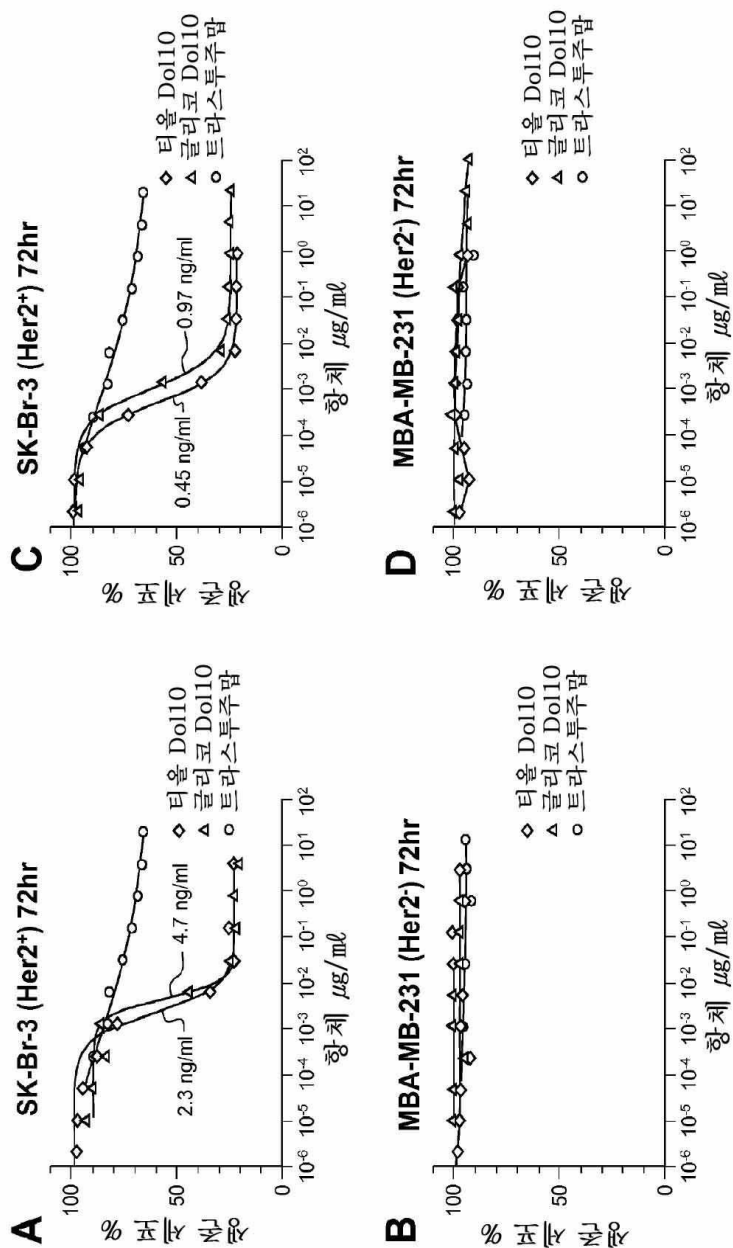 A
SK-Br-3 (Her2⁺) 72hr
생존 세포 %
100
50
0
4.7 ng/ml
2.3 ng/ml
◇ 티올 Dol10
△ 글리코 Dol10
○ 트라스투주맙
10⁻⁶ 10⁻⁵ 10⁻⁴ 10⁻³ 10⁻² 10⁻¹ 10⁰ 10¹ 10²
항체 μg/㎖
B
MBA-MB-231 (Her2⁻) 72hr
생존 세포 %
100
50
0
◇ 티올 Dol10
△ 글리코 Dol10
○ 트라스투주맙
10⁻⁶ 10⁻⁵ 10⁻⁴ 10⁻³ 10⁻² 10⁻¹ 10⁰ 10¹ 10²
항체 μg/㎖
C
SK-Br-3 (Her2⁺) 72hr
생존 세포 %
100
50
0
0.97 ng/ml
0.45 ng/ml
◇ 티올 Dol10
△ 글리코 Dol10
○ 트라스투주맙
10⁻⁶ 10⁻⁵ 10⁻⁴ 10⁻³ 10⁻² 10⁻¹ 10⁰ 10¹ 10²
항체 μg/㎖
D
MBA-MB-231 (Her2⁻) 72hr
생존 세포 %
100
50
0
◇ 티올 Dol10
△ 글리코 Dol10
○ 트라스투주맙
10⁻⁶ 10⁻⁵ 10⁻⁴ 10⁻³ 10⁻² 10⁻¹ 10⁰ 10¹ 10²
항체 μg/㎖